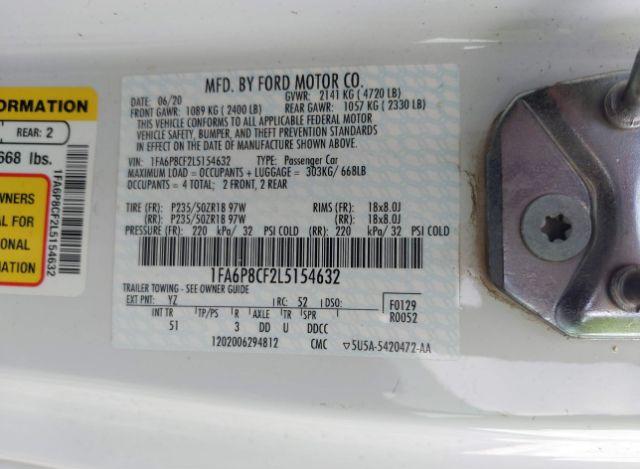 ORMATION
REAR: 2
668 lbs.
WNERS
AL FOR
IONAL
MATION
1FA6P8CF2L5154632
MFD. BY FORD MOTOR CO.
06/20 GVWR: 2141 KG ( 4720 LB)
FRONT GAWR: 1089 KG ( 2400 LB) REAR GAWR: 1057 KG ( 2330 LB)
THIS VEHICLE CONFORMS TO ALL APPLICABLE FEDERAL MOTOR
VEHICLE SAFETY, BUMPER, AND THEFT PREVENTION STANDARDS
IN EFFECT ON THE DATE OF MANUFACTURE SHOWN ABOVE.
VIN: 1FA6P8CF2L5154632 TYPE: Passenger Car
MAXIMUM LOAD = OCCUPANTS + LUGGAGE = 303KG/ 668LB
OCCUPANTS = 4 TOTAL; 2 FRONT, 2 REAR
TIRE (FR): P235/50ZR18 97W RIMS (FR): 18x8.0J
(RR): P235/50ZR18 97W (RR): 18x8.0J
PRESSURE (FR): 220 kPa/ 32 PSI COLD (RR): 220 kPa/ 32 PSI COLD
1FA6P8CF2L5154632
TRAILER TOWING - SEE OWNER GUIDE
EXT PNT: YZ RC: 52 DSO: F0129
R0052
INT TR TP/PS R AXLE TR SPR
51 3 DD U DDCC
1202006294812 CMC ▽5U5A-5420472-AA